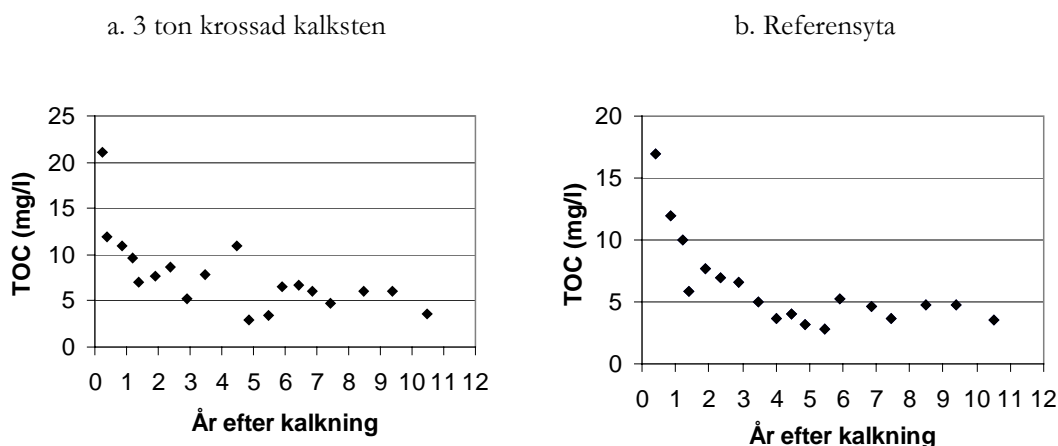 a. 3 ton krossad kalksten
25
20
15
10
5
0
TOC (mg/l)
0 1 2 3 4 5 6 7 8 9 10 11 12
År efter kalkning
b. Referensyta
20
15
10
5
0
TOC (mg/l)
0 1 2 3 4 5 6 7 8 9 10 11 12
År efter kalkning